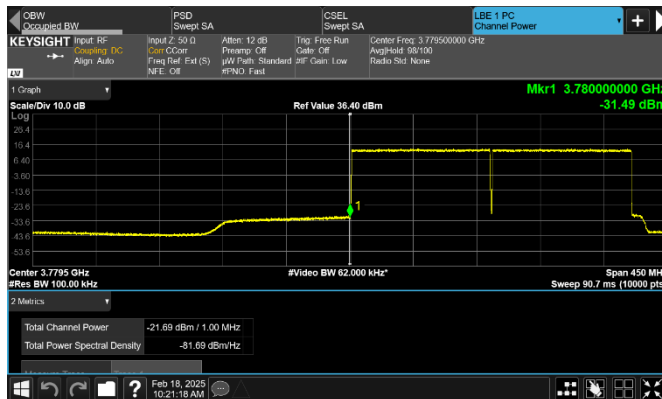 OBW
Occupied BW
PSD
Swept SA
CSEL
Swept SA
LBE 1 PC
Channel Power
KEYSIGHT Input: RF
Coupling: DC
Align: Auto
Input Z: 50 Ω
Corr CCorr
Freq Ref: Ext (S)
NFE: Off
Atten: 12 dB
Preamp: Off
µW Path: Standard
#PNO: Fast
Trig: Free Run
Gate: Off
#IF Gain: Low
Center Freq: 3.779500000 GHz
Avg|Hold: 98/100
Radio Std: None
LXI
1 Graph
Scale/Div 10.0 dB
Ref Value 36.40 dBm
Mkr1 3.780000000 GHz
-31.49 dBm
Log
26.4
16.4
6.40
-3.60
-13.6
-23.6
-33.6
-43.6
-53.6
1
Center 3.7795 GHz
#Res BW 100.00 kHz
#Video BW 62.000 kHz*
Span 450 MH
Sweep 90.7 ms (10000 pts
2 Metrics
Total Channel Power
-21.69 dBm / 1.00 MHz
Total Power Spectral Density
-81.69 dBm/Hz
Feb 18, 2025
10:21:18 AM